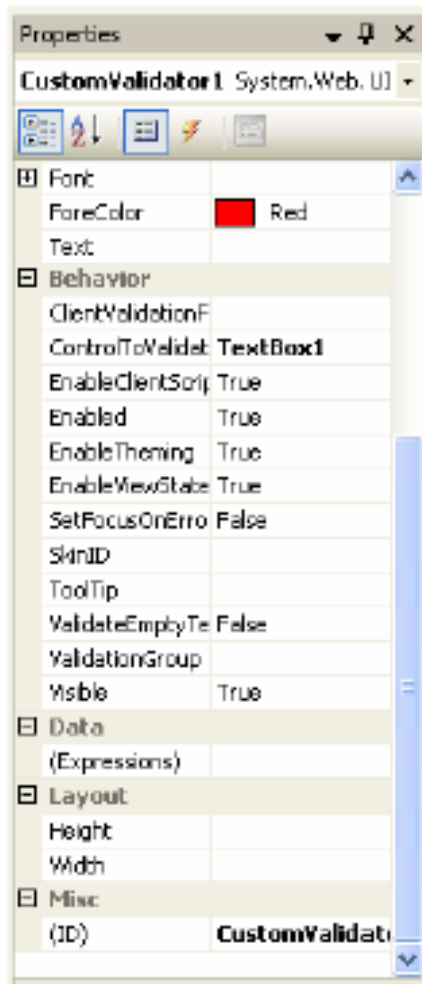 Properties
CustomValidator1 System.Web.UI
Font
ForeColor Red
Text
Behavior
ClientValidationF
ControlToValidat TextBox1
EnableClientScrip True
Enabled True
EnableTheming True
EnableViewState True
SetFocusOnErro False
SkinID
ToolTip
ValidateEmptyTe False
ValidationGroup
Visible True
Data
(Expressions)
Layout
Height
Width
Misc
(ID) CustomValidat